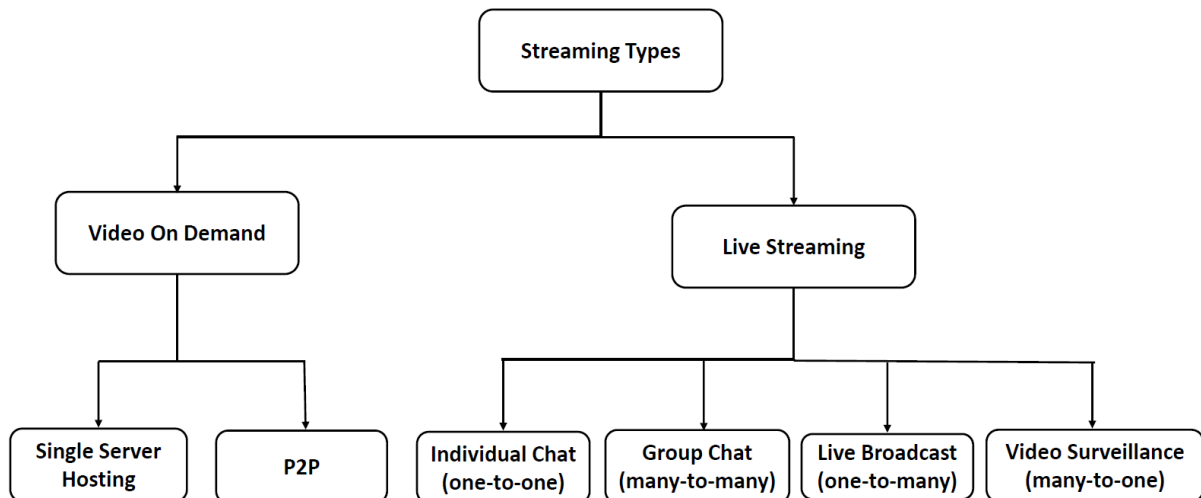 Streaming Types
Video On Demand
Live Streaming
Single Server
Hosting
P2P
Individual Chat
(one-to-one)
Group Chat
(many-to-many)
Live Broadcast
(one-to-many)
Video Surveillance
(many-to-one)